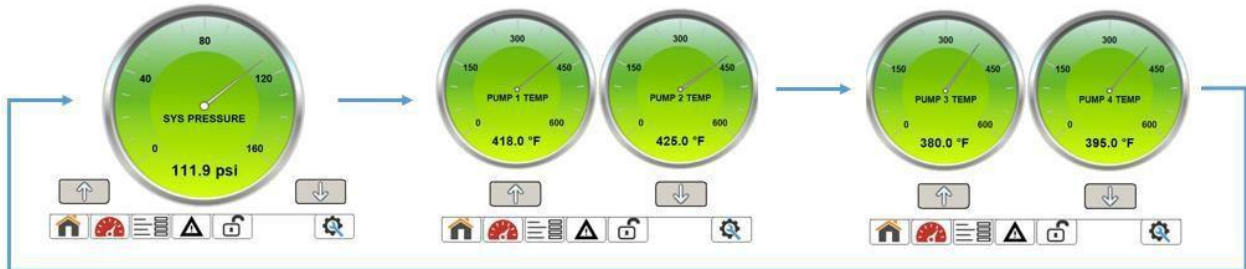 80
40
120
SYS PRESSURE
0
160
111.9 psi
300
150
450
PUMP 1 TEMP
0
600
418.0 °F
300
150
450
PUMP 2 TEMP
0
600
425.0 °F
300
150
450
PUMP 3 TEMP
0
600
380.0 °F
300
150
450
PUMP 4 TEMP
0
600
395.0 °F